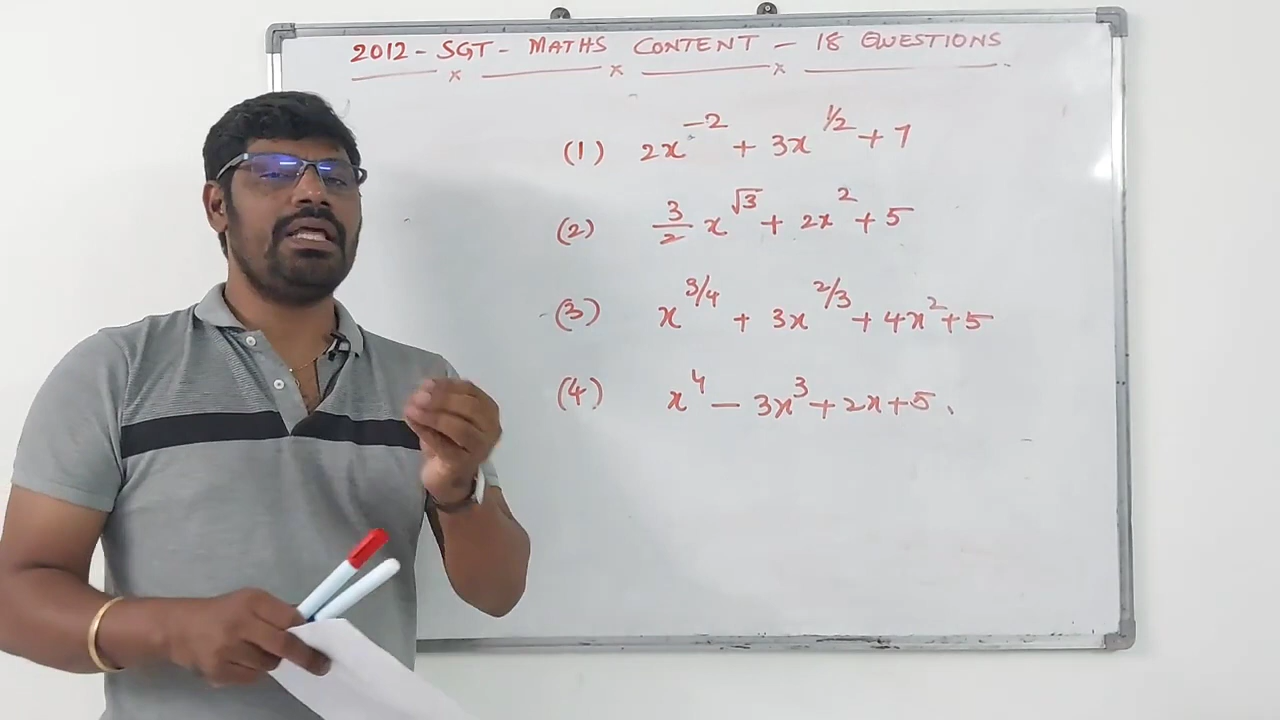 2012 - SGT - MATHS CONTENT - 18 QUESTIONS
(1) 2x^-2 + 3x^1/2 + 7
(2) 3/2 x^√3 + 2x^2 + 5
(3) x^3/4 + 3x^2/3 + 4x^2 + 5
(4) x^4 - 3x^3 + 2x + 5.